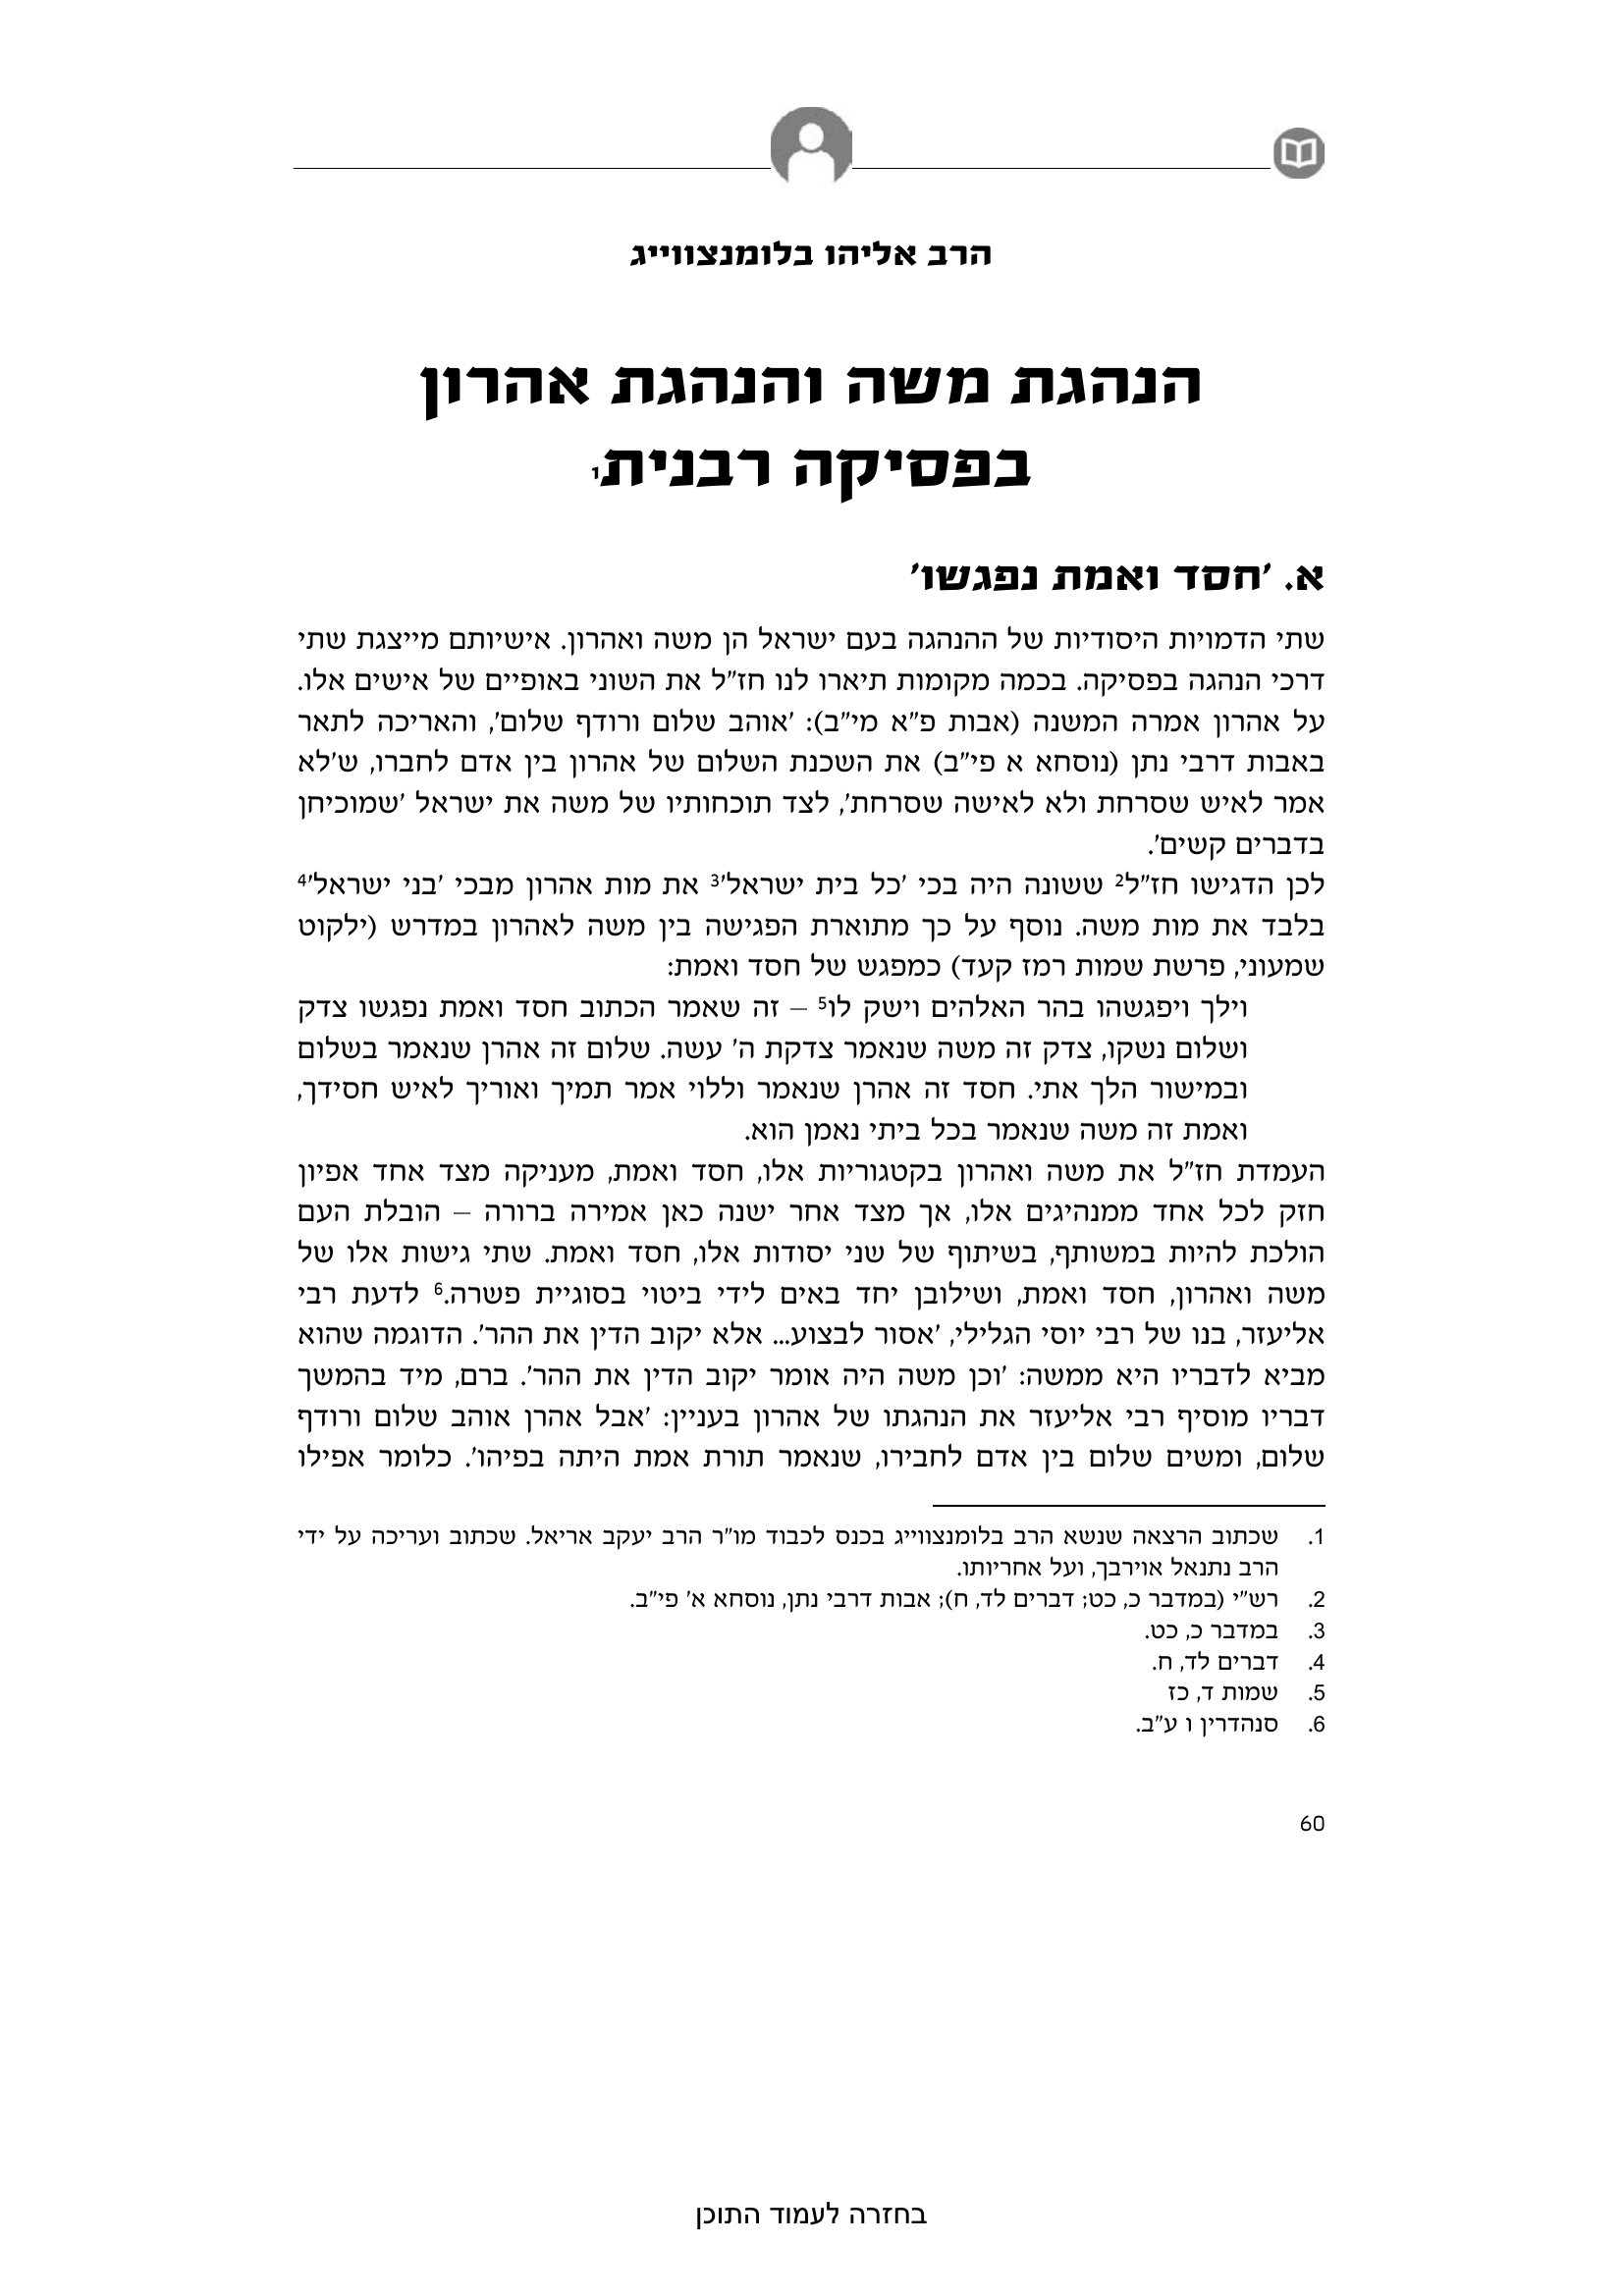 הרב אליהו בלומנצווייג
הנהגת משה והנהגת אהרון
בפסיקה רבנית¹
א. 'חסד ואמת נפגשו'
שתי הדמויות היסודיות של ההנהגה בעם ישראל הן משה ואהרון. אישיותם מייצגת שתי
דרכי הנהגה בפסיקה. בכמה מקומות תיארו לנו חז"ל את השוני באופיים של אישים אלו.
על אהרון אמרה המשנה (אבות פ"א מי"ב): 'אוהב שלום ורודף שלום', והאריכה לתאר
באבות דרבי נתן (נוסחא א פי"ב) את השכנת השלום של אהרון בין אדם לחברו, ש'לא
אמר לאיש שסרחת ולא לאישה שסרחת', לצד תוכחותיו של משה את ישראל 'שמוכיחן
בדברים קשים'.
לכן הדגישו חז"ל² ששונה היה בכי 'כל בית ישראל'³ את מות אהרון מבכי 'בני ישראל'⁴
בלבד את מות משה. נוסף על כך מתוארת הפגישה בין משה לאהרון במדרש (ילקוט
שמעוני, פרשת שמות רמז קעד) כמפגש של חסד ואמת:
וילך ויפגשהו בהר האלהים וישק לו⁵ – זה שאמר הכתוב חסד ואמת נפגשו צדק
ושלום נשקו, צדק זה משה שנאמר צדקת ה' עשה. שלום זה אהרן שנאמר בשלום
ובמישור הלך אתי. חסד זה אהרן שנאמר וללוי אמר תמיך ואוריך לאיש חסידך,
ואמת זה משה שנאמר בכל ביתי נאמן הוא.
העמדת חז"ל את משה ואהרון בקטגוריות אלו, חסד ואמת, מעניקה מצד אחד אפיון
חזק לכל אחד ממנהיגים אלו, אך מצד אחר ישנה כאן אמירה ברורה – הובלת העם
הולכת להיות במשותף, בשיתוף של שני יסודות אלו, חסד ואמת. שתי גישות אלו של
משה ואהרון, חסד ואמת, ושילובן יחד באים לידי ביטוי בסוגיית פשרה.⁶ לדעת רבי
אליעזר, בנו של רבי יוסי הגלילי, 'אסור לבצוע... אלא יקוב הדין את ההר'. הדוגמה שהוא
מביא לדבריו היא ממשה: 'וכן משה היה אומר יקוב הדין את ההר'. ברם, מיד בהמשך
דבריו מוסיף רבי אליעזר את הנהגתו של אהרון בעניין: 'אבל אהרן אוהב שלום ורודף
שלום, ומשים שלום בין אדם לחבירו, שנאמר תורת אמת היתה בפיהו'. כלומר אפילו
1. שכתוב הרצאה שנשא הרב בלומנצווייג בכנס לכבוד מו"ר הרב יעקב אריאל. שכתוב ועריכה על ידי
הרב נתנאל אוירבך, ועל אחריותו.
2. רש"י (במדבר כ, כט; דברים לד, ח); אבות דרבי נתן, נוסחא א' פי"ב.
3. במדבר כ, כט.
4. דברים לד, ח.
5. שמות ד, כז
6. סנהדרין ו ע"ב.
60
בחזרה לעמוד התוכן